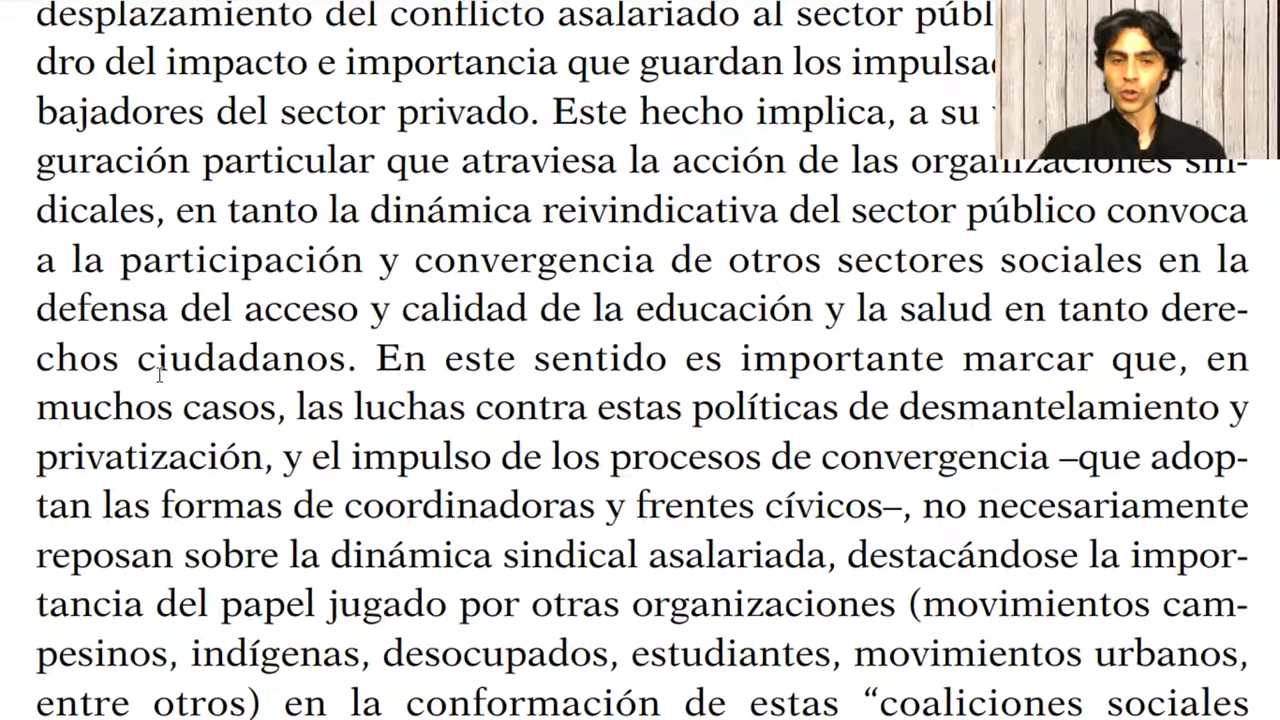 desplazamiento del conflicto asalariado al sector públ
dro del impacto e importancia que guardan los impulsa
bajadores del sector privado. Este hecho implica, a su
guración particular que atraviesa la acción de las organizaciones sin-
dicales, en tanto la dinámica reivindicativa del sector público convoca
a la participación y convergencia de otros sectores sociales en la
defensa del acceso y calidad de la educación y la salud en tanto dere-
chos ciudadanos. En este sentido es importante marcar que, en
muchos casos, las luchas contra estas políticas de desmantelamiento y
privatización, y el impulso de los procesos de convergencia –que adop-
tan las formas de coordinadoras y frentes cívicos–, no necesariamente
reposan sobre la dinámica sindical asalariada, destacándose la impor-
tancia del papel jugado por otras organizaciones (movimientos cam-
pesinos, indígenas, desocupados, estudiantes, movimientos urbanos,
entre otros) en la conformación de estas “coaliciones sociales